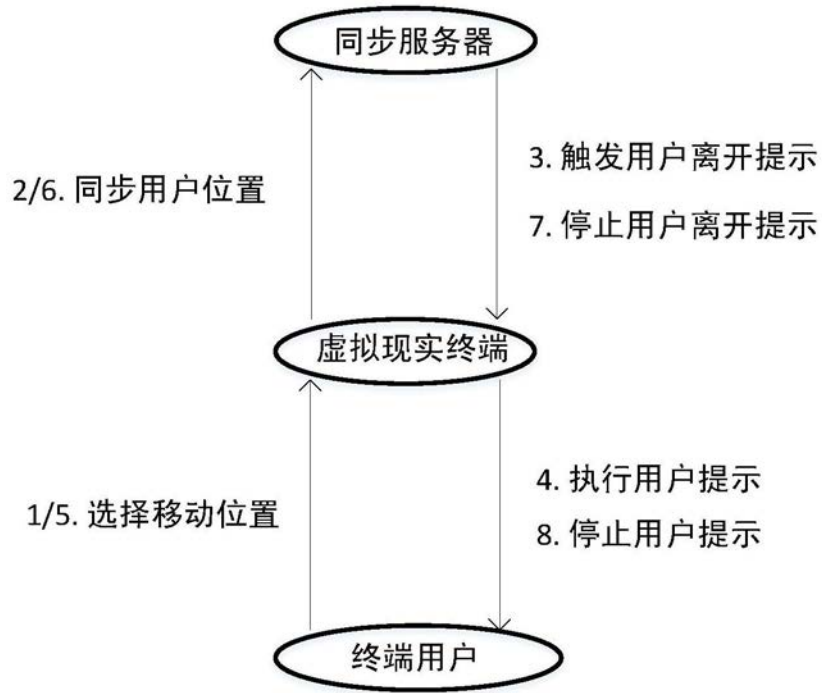 同步服务器
3. 触发用户离开提示
2/6. 同步用户位置
7. 停止用户离开提示
虚拟现实终端
4. 执行用户提示
1/5. 选择移动位置
8. 停止用户提示
终端用户